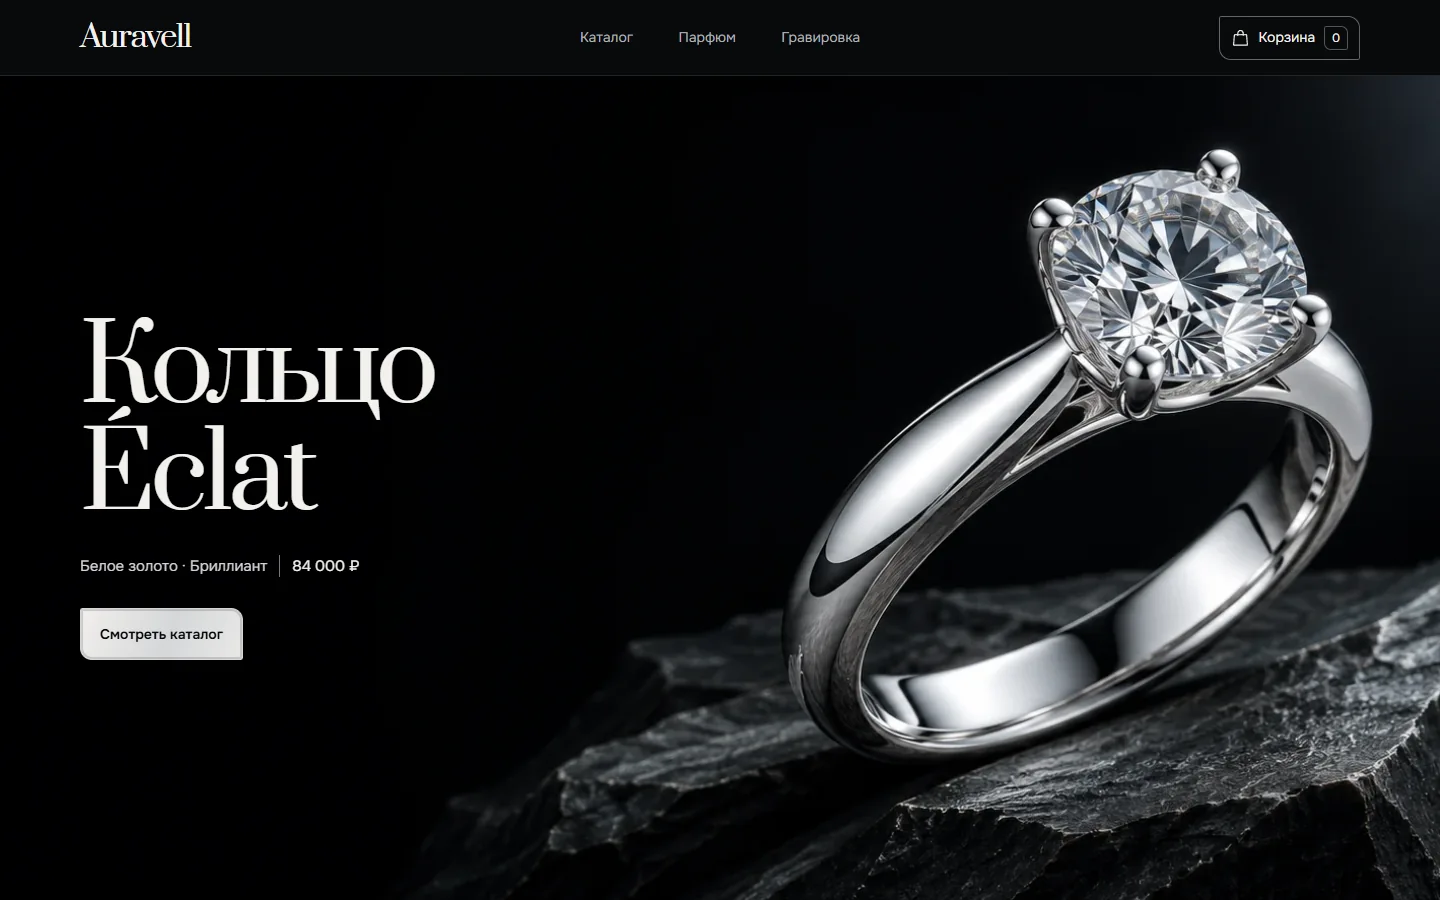 Auravell
Каталог
Парфюм
Гравировка
Корзина 0
Кольцо
Éclat
Белое золото · Бриллиант
84 000 ₽
Смотреть каталог